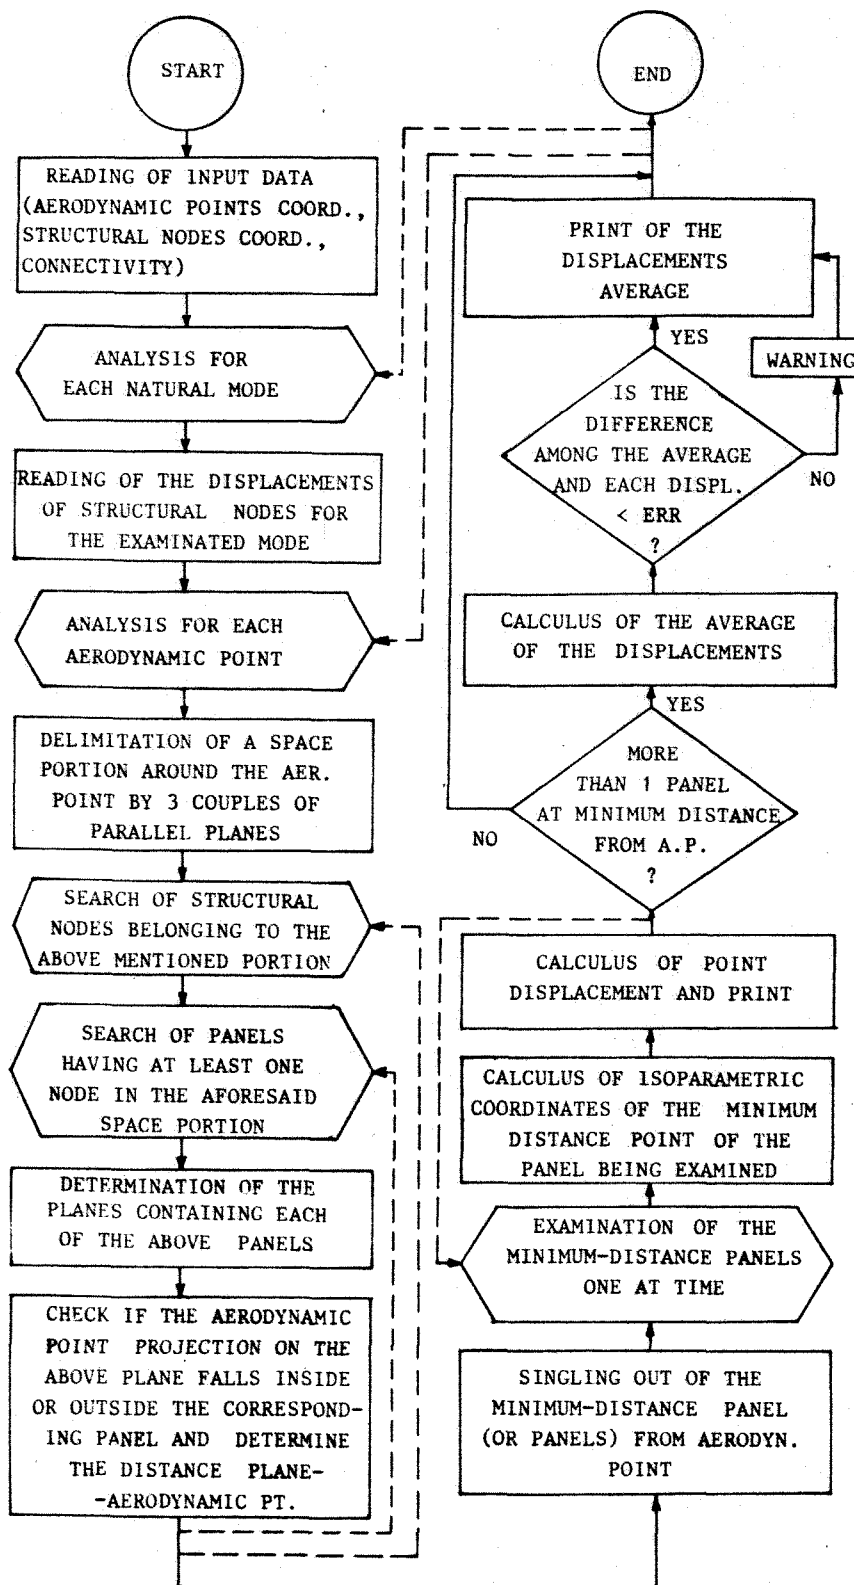 START
READING OF INPUT DATA
(AERODYNAMIC POINTS COORD.,
STRUCTURAL NODES COORD.,
CONNECTIVITY)
ANALYSIS FOR
EACH NATURAL MODE
READING OF THE DISPLACEMENTS
OF STRUCTURAL NODES FOR
THE EXAMINATED MODE
ANALYSIS FOR EACH
AERODYNAMIC POINT
DELIMITATION OF A SPACE
PORTION AROUND THE AER.
POINT BY 3 COUPLES OF
PARALLEL PLANES
SEARCH OF STRUCTURAL
NODES BELONGING TO THE
ABOVE MENTIONED PORTION
SEARCH OF PANELS
HAVING AT LEAST ONE
NODE IN THE AFORESAID
SPACE PORTION
DETERMINATION OF THE
PLANES CONTAINING EACH
OF THE ABOVE PANELS
CHECK IF THE AERODYNAMIC
POINT PROJECTION ON THE
ABOVE PLANE FALLS INSIDE
OR OUTSIDE THE CORRESPOND-
ING PANEL AND DETERMINE
THE DISTANCE PLANE-
-AERODYNAMIC PT.
END
PRINT OF THE
DISPLACEMENTS
AVERAGE
YES
WARNING
IS THE
DIFFERENCE
AMONG THE AVERAGE
AND EACH DISPL.
< ERR
?
NO
CALCULUS OF THE AVERAGE
OF THE DISPLACEMENTS
YES
MORE
THAN 1 PANEL
AT MINIMUM DISTANCE
FROM A.P.
?
NO
CALCULUS OF POINT
DISPLACEMENT AND PRINT
CALCULUS OF ISOPARAMETRIC
COORDINATES OF THE MINIMUM
DISTANCE POINT OF THE
PANEL BEING EXAMINED
EXAMINATION OF THE
MINIMUM-DISTANCE PANELS
ONE AT TIME
SINGLING OUT OF THE
MINIMUM-DISTANCE PANEL
(OR PANELS) FROM AERODYN.
POINT